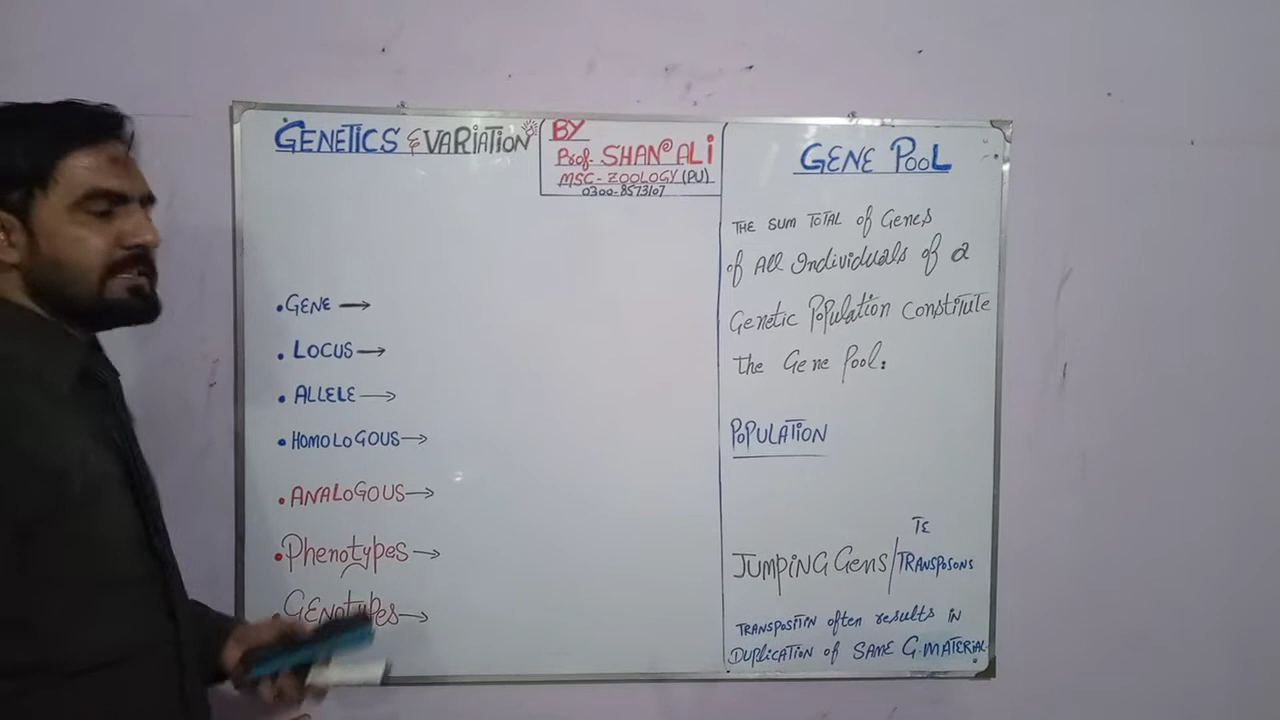 GENETICS & VARIATION
BY
Prof. SHAN ALI
MSC-ZOOLOGY (PU)
0300-8573107
• GENE →
• LOCUS →
• ALLELE →
• HOMOLOGOUS →
• ANALOGOUS →
• Phenotypes →
• GENOTYPES →
GENE POOL
THE SUM TOTAL of Genes
of All Individuals of a
Genetic Population CONSTITUTE
the Gene Pool.
POPULATION
TE
JUMPING Gens/TRANSPOSONS
TRANSPOSITIN often results in
DUPLICATION of SAME G.MATERIAL